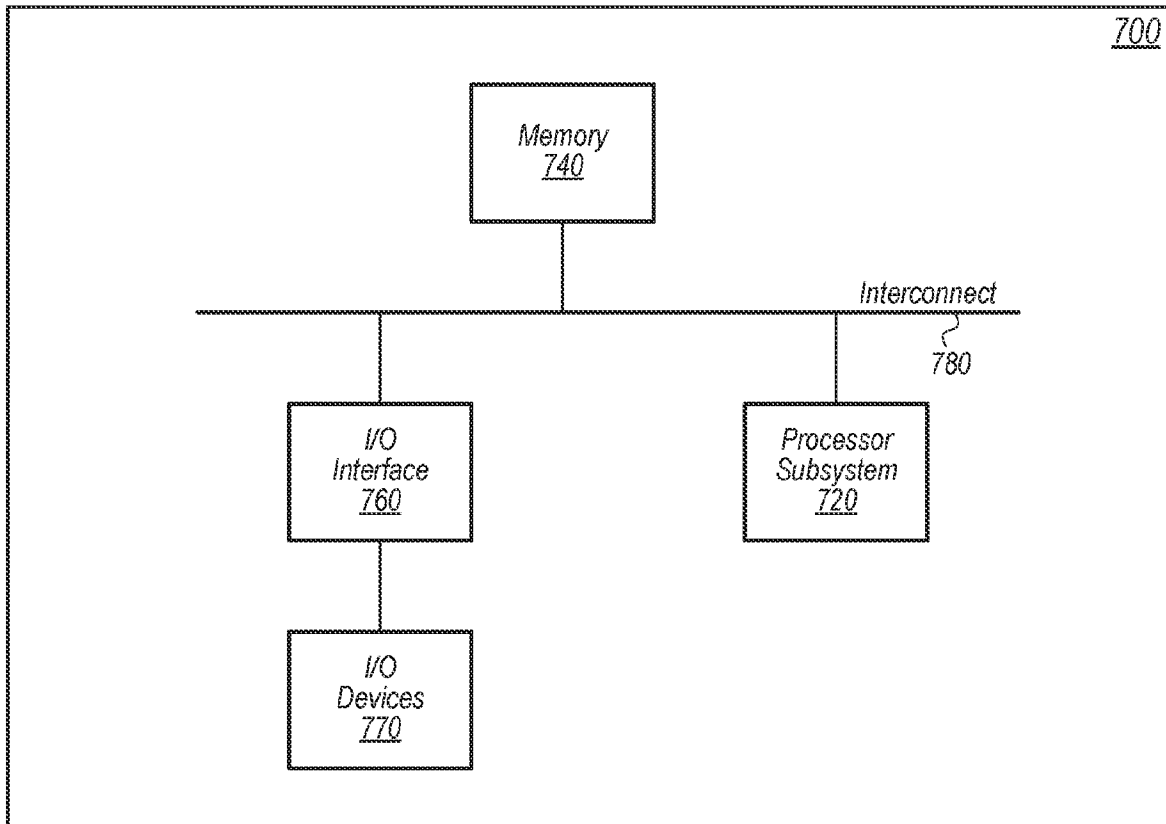 700
Memory
740
Interconnect
780
I/O
Interface
760
Processor
Subsystem
720
I/O
Devices
770